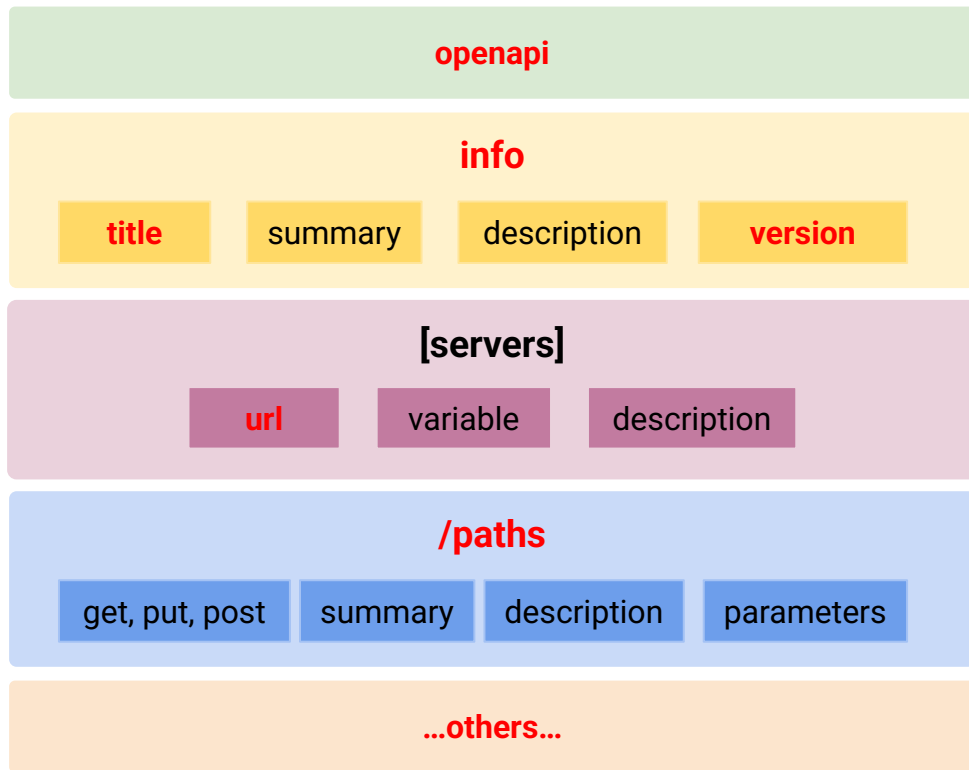 openapi
info
title summary description version
[servers]
url variable description
/paths
get, put, post summary description parameters
…others…